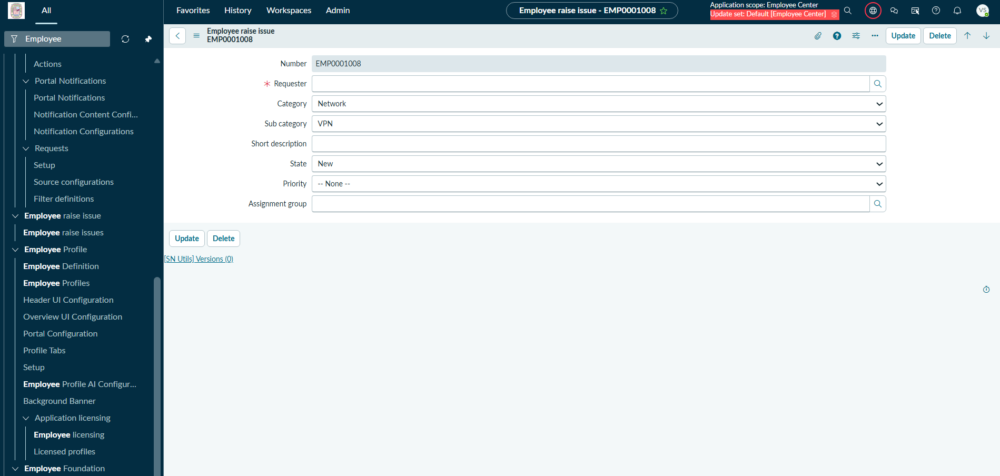 All
Favorites
History
Workspaces
Admin
Employee raise issue - EMP0001008
Application scope: Employee Center
Update set: Default [Employee Center]
VS
Employee
Actions
Portal Notifications
Portal Notifications
Notification Content Confi...
Notification Configurations
Requests
Setup
Source configurations
Filter definitions
Employee raise issue
Employee raise issues
Employee Profile
Employee Definition
Employee Profiles
Header UI Configuration
Overview UI Configuration
Portal Configuration
Profile Tabs
Setup
Employee Profile AI Configur...
Background Banner
Application licensing
Employee licensing
Licensed profiles
Employee Foundation
Employee raise issue
EMP0001008
Update
Delete
Number EMP0001008
* Requester
Category Network
Sub category VPN
Short description
State New
Priority -- None --
Assignment group
Update
Delete
[SN Utils] Versions (0)